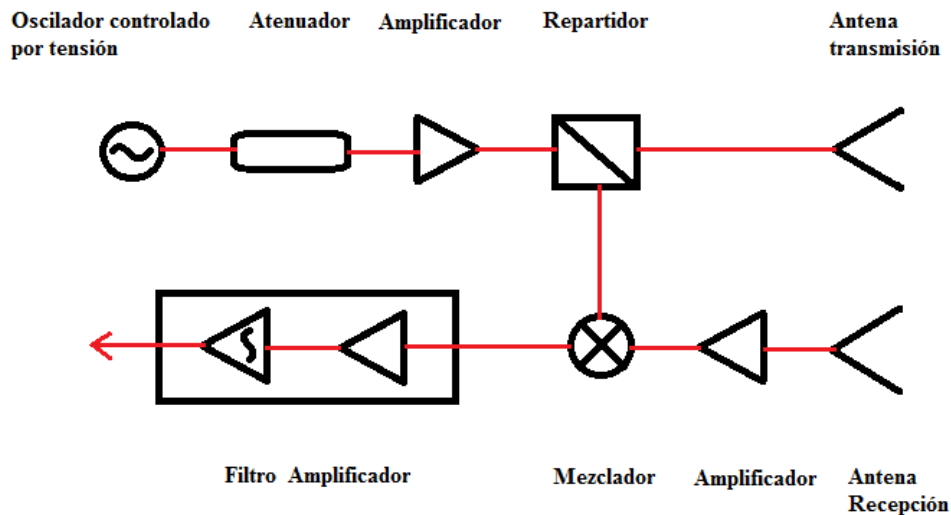 Oscilador controlado
por tensión
Atenuador
Amplificador
Repartidor
Antena
transmisión
Filtro Amplificador
Mezclador
Amplificador
Antena
Recepción